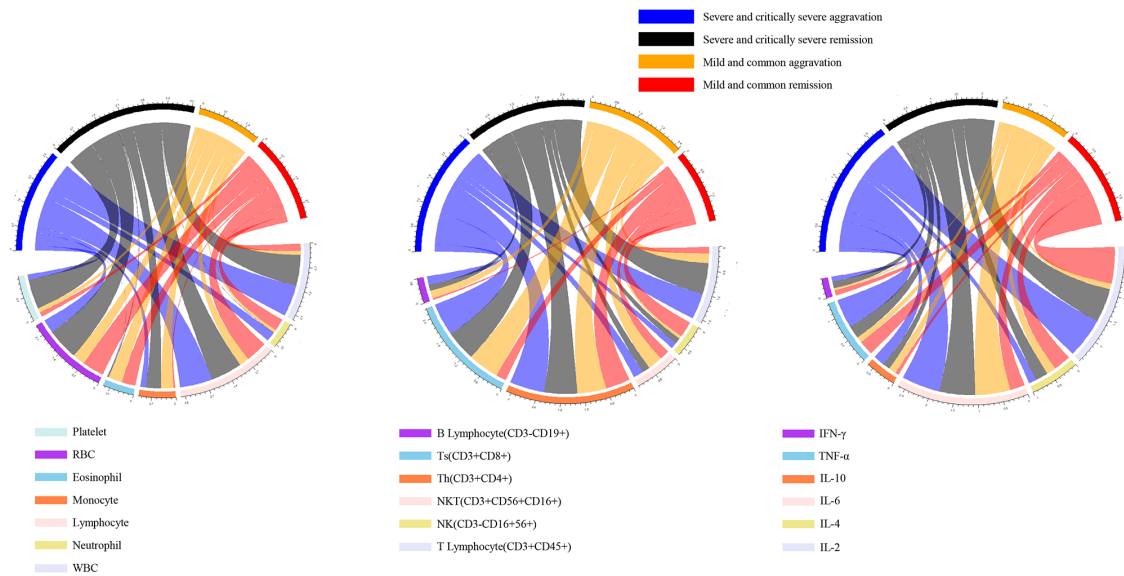 Severe and critically severe aggravation
Severe and critically severe remission
Mild and common aggravation
Mild and common remission
Platelet
RBC
Eosinophil
Monocyte
Lymphocyte
Neutrophil
WBC
B Lymphocyte(CD3-CD19+)
Ts(CD3+CD8+)
Th(CD3+CD4+)
NKT(CD3+CD56+CD16+)
NK(CD3-CD16+56+)
T Lymphocyte(CD3+CD45+)
IFN-γ
TNF-α
IL-10
IL-6
IL-4
IL-2